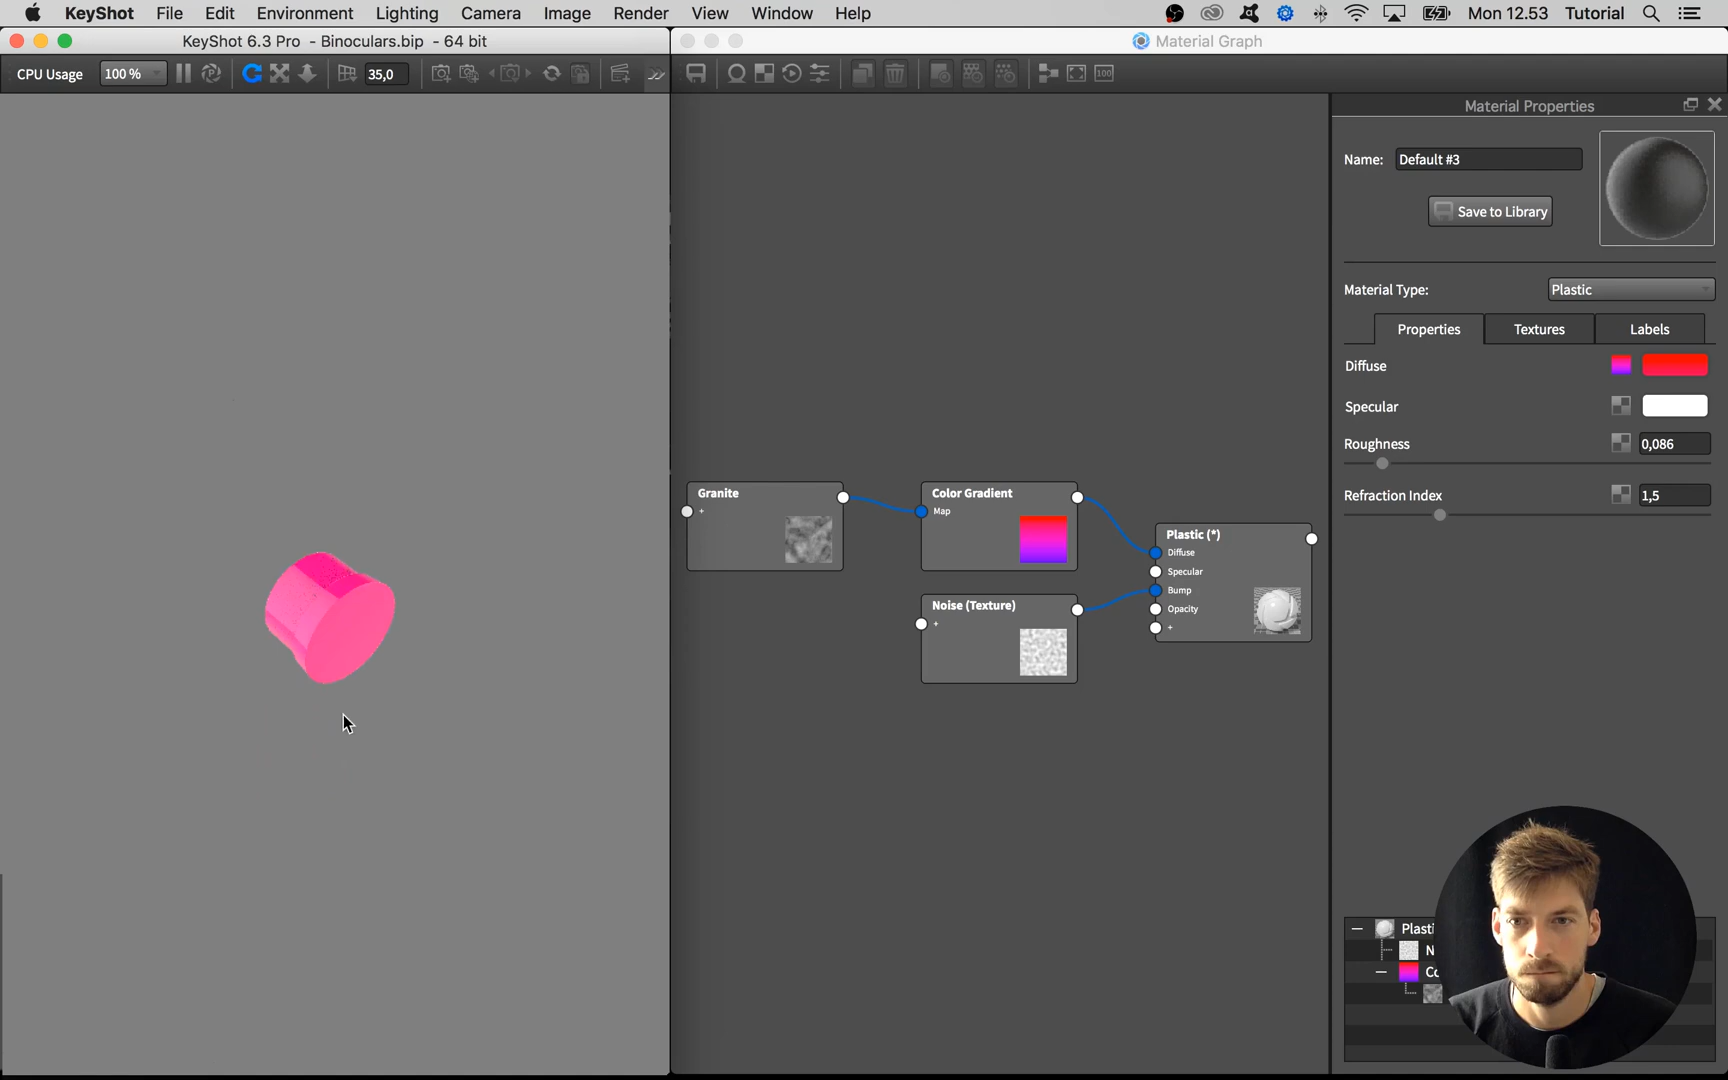 KeyShot File Edit Environment Lighting Camera Image Render View Window Help Mon 12.53 Tutorial
KeyShot 6.3 Pro - Binoculars.bip - 64 bit
Material Graph
CPU Usage 100 % 35,0
100
Material Properties
Name: Default #3
Save to Library
Material Type: Plastic
Properties Textures Labels
Diffuse
Specular
Roughness 0,086
Refraction Index 1,5
Granite
+
Color Gradient
Map
Noise (Texture)
+
Plastic (*)
Diffuse
Specular
Bump
Opacity
+
Plasti
N
Co